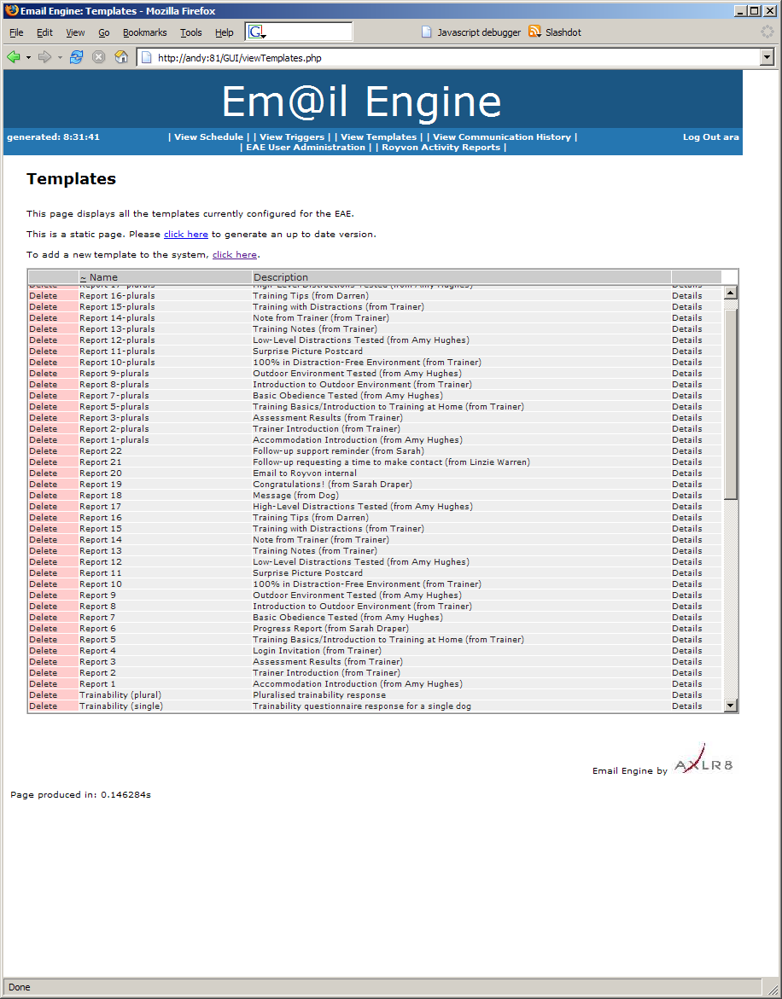 Email Engine: Templates - Mozilla Firefox
File Edit View Go Bookmarks Tools Help G Javascript debugger Slashdot
http://andy:81/GUI/viewTemplates.php
Em@il Engine
generated: 8:31:41 | View Schedule | | View Triggers | | View Templates | | View Communication History | Log Out ara
| EAE User Administration | | Royvon Activity Reports |
Templates
This page displays all the templates currently configured for the EAE.
This is a static page. Please click here to generate an up to date version.
To add a new template to the system, click here.
~ Name Description
Delete Report 17-plurals High-Level Distractions Tested (from Amy Hughes) Details
Delete Report 16-plurals Training Tips (from Darren) Details
Delete Report 15-plurals Training with Distractions (from Trainer) Details
Delete Report 14-plurals Note from Trainer (from Trainer) Details
Delete Report 13-plurals Training Notes (from Trainer) Details
Delete Report 12-plurals Low-Level Distractions Tested (from Amy Hughes) Details
Delete Report 11-plurals Surprise Picture Postcard Details
Delete Report 10-plurals 100% in Distraction-Free Environment (from Trainer) Details
Delete Report 9-plurals Outdoor Environment Tested (from Amy Hughes) Details
Delete Report 8-plurals Introduction to Outdoor Environment (from Trainer) Details
Delete Report 7-plurals Basic Obedience Tested (from Amy Hughes) Details
Delete Report 5-plurals Training Basics/Introduction to Training at Home (from Trainer) Details
Delete Report 3-plurals Assessment Results (from Trainer) Details
Delete Report 2-plurals Trainer Introduction (from Trainer) Details
Delete Report 1-plurals Accommodation Introduction (from Amy Hughes) Details
Delete Report 22 Follow-up support reminder (from Sarah) Details
Delete Report 21 Follow-up requesting a time to make contact (from Linzie Warren) Details
Delete Report 20 Email to Royvon internal Details
Delete Report 19 Congratulations! (from Sarah Draper) Details
Delete Report 18 Message (from Dog) Details
Delete Report 17 High-Level Distractions Tested (from Amy Hughes) Details
Delete Report 16 Training Tips (from Darren) Details
Delete Report 15 Training with Distractions (from Trainer) Details
Delete Report 14 Note from Trainer (from Trainer) Details
Delete Report 13 Training Notes (from Trainer) Details
Delete Report 12 Low-Level Distractions Tested (from Amy Hughes) Details
Delete Report 11 Surprise Picture Postcard Details
Delete Report 10 100% in Distraction-Free Environment (from Trainer) Details
Delete Report 9 Outdoor Environment Tested (from Amy Hughes) Details
Delete Report 8 Introduction to Outdoor Environment (from Trainer) Details
Delete Report 7 Basic Obedience Tested (from Amy Hughes) Details
Delete Report 6 Progress Report (from Sarah Draper) Details
Delete Report 5 Training Basics/Introduction to Training at Home (from Trainer) Details
Delete Report 4 Login Invitation (from Trainer) Details
Delete Report 3 Assessment Results (from Trainer) Details
Delete Report 2 Trainer Introduction (from Trainer) Details
Delete Report 1 Accommodation Introduction (from Amy Hughes) Details
Delete Trainability (plural) Pluralised trainability response Details
Delete Trainability (single) Trainability questionnaire response for a single dog Details
Email Engine by AXLR8
Page produced in: 0.146284s
Done